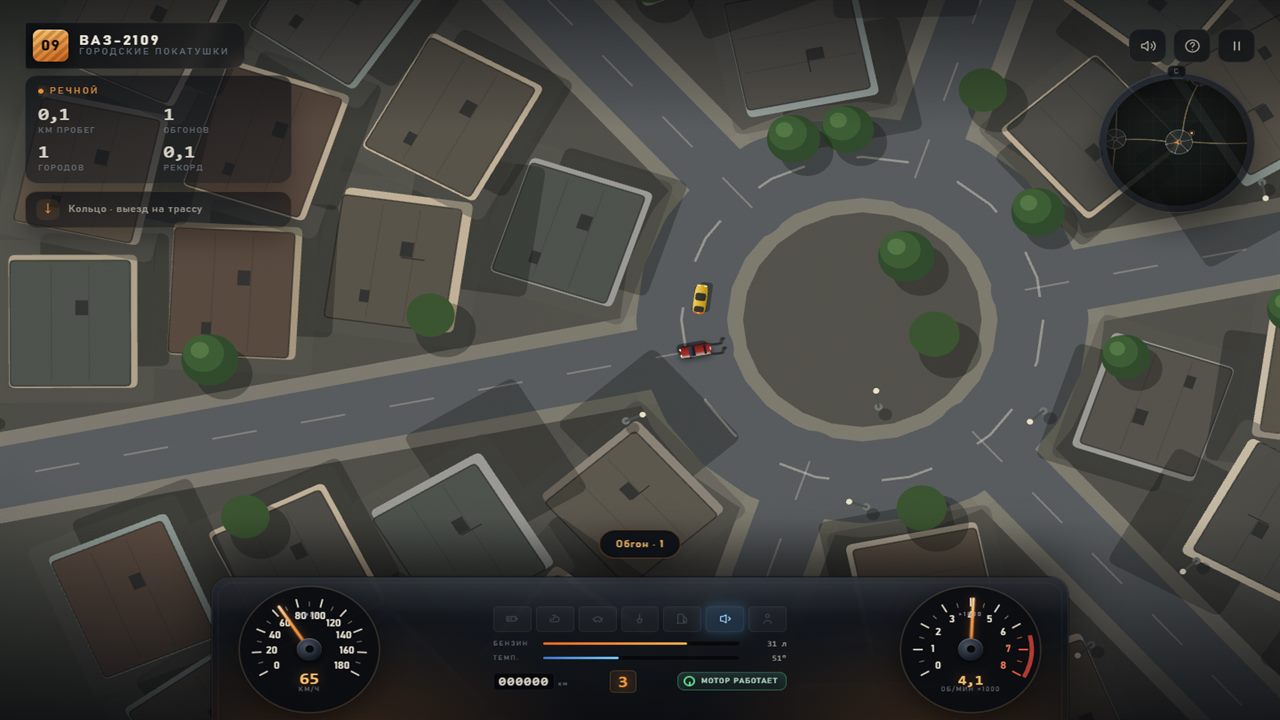 09 ВАЗ-2109
ГОРОДСКИЕ ПОКАТУШКИ
РЕЧНОЙ
0,1 1
КМ ПРОБЕГ ОБГОНОВ
1 0,1
ГОРОДОВ РЕКОРД
↓ Кольцо · выезд на трассу
С
Обгон · 1
0 20 40 60 80 100 120 140 160 180
65
КМ/Ч
БЕНЗИН 31 л
ТЕМП. 51°
000000 км 3 МОТОР РАБОТАЕТ
0 1 2 3 5 6 7 8
4,1
ОБ/МИН ×1000